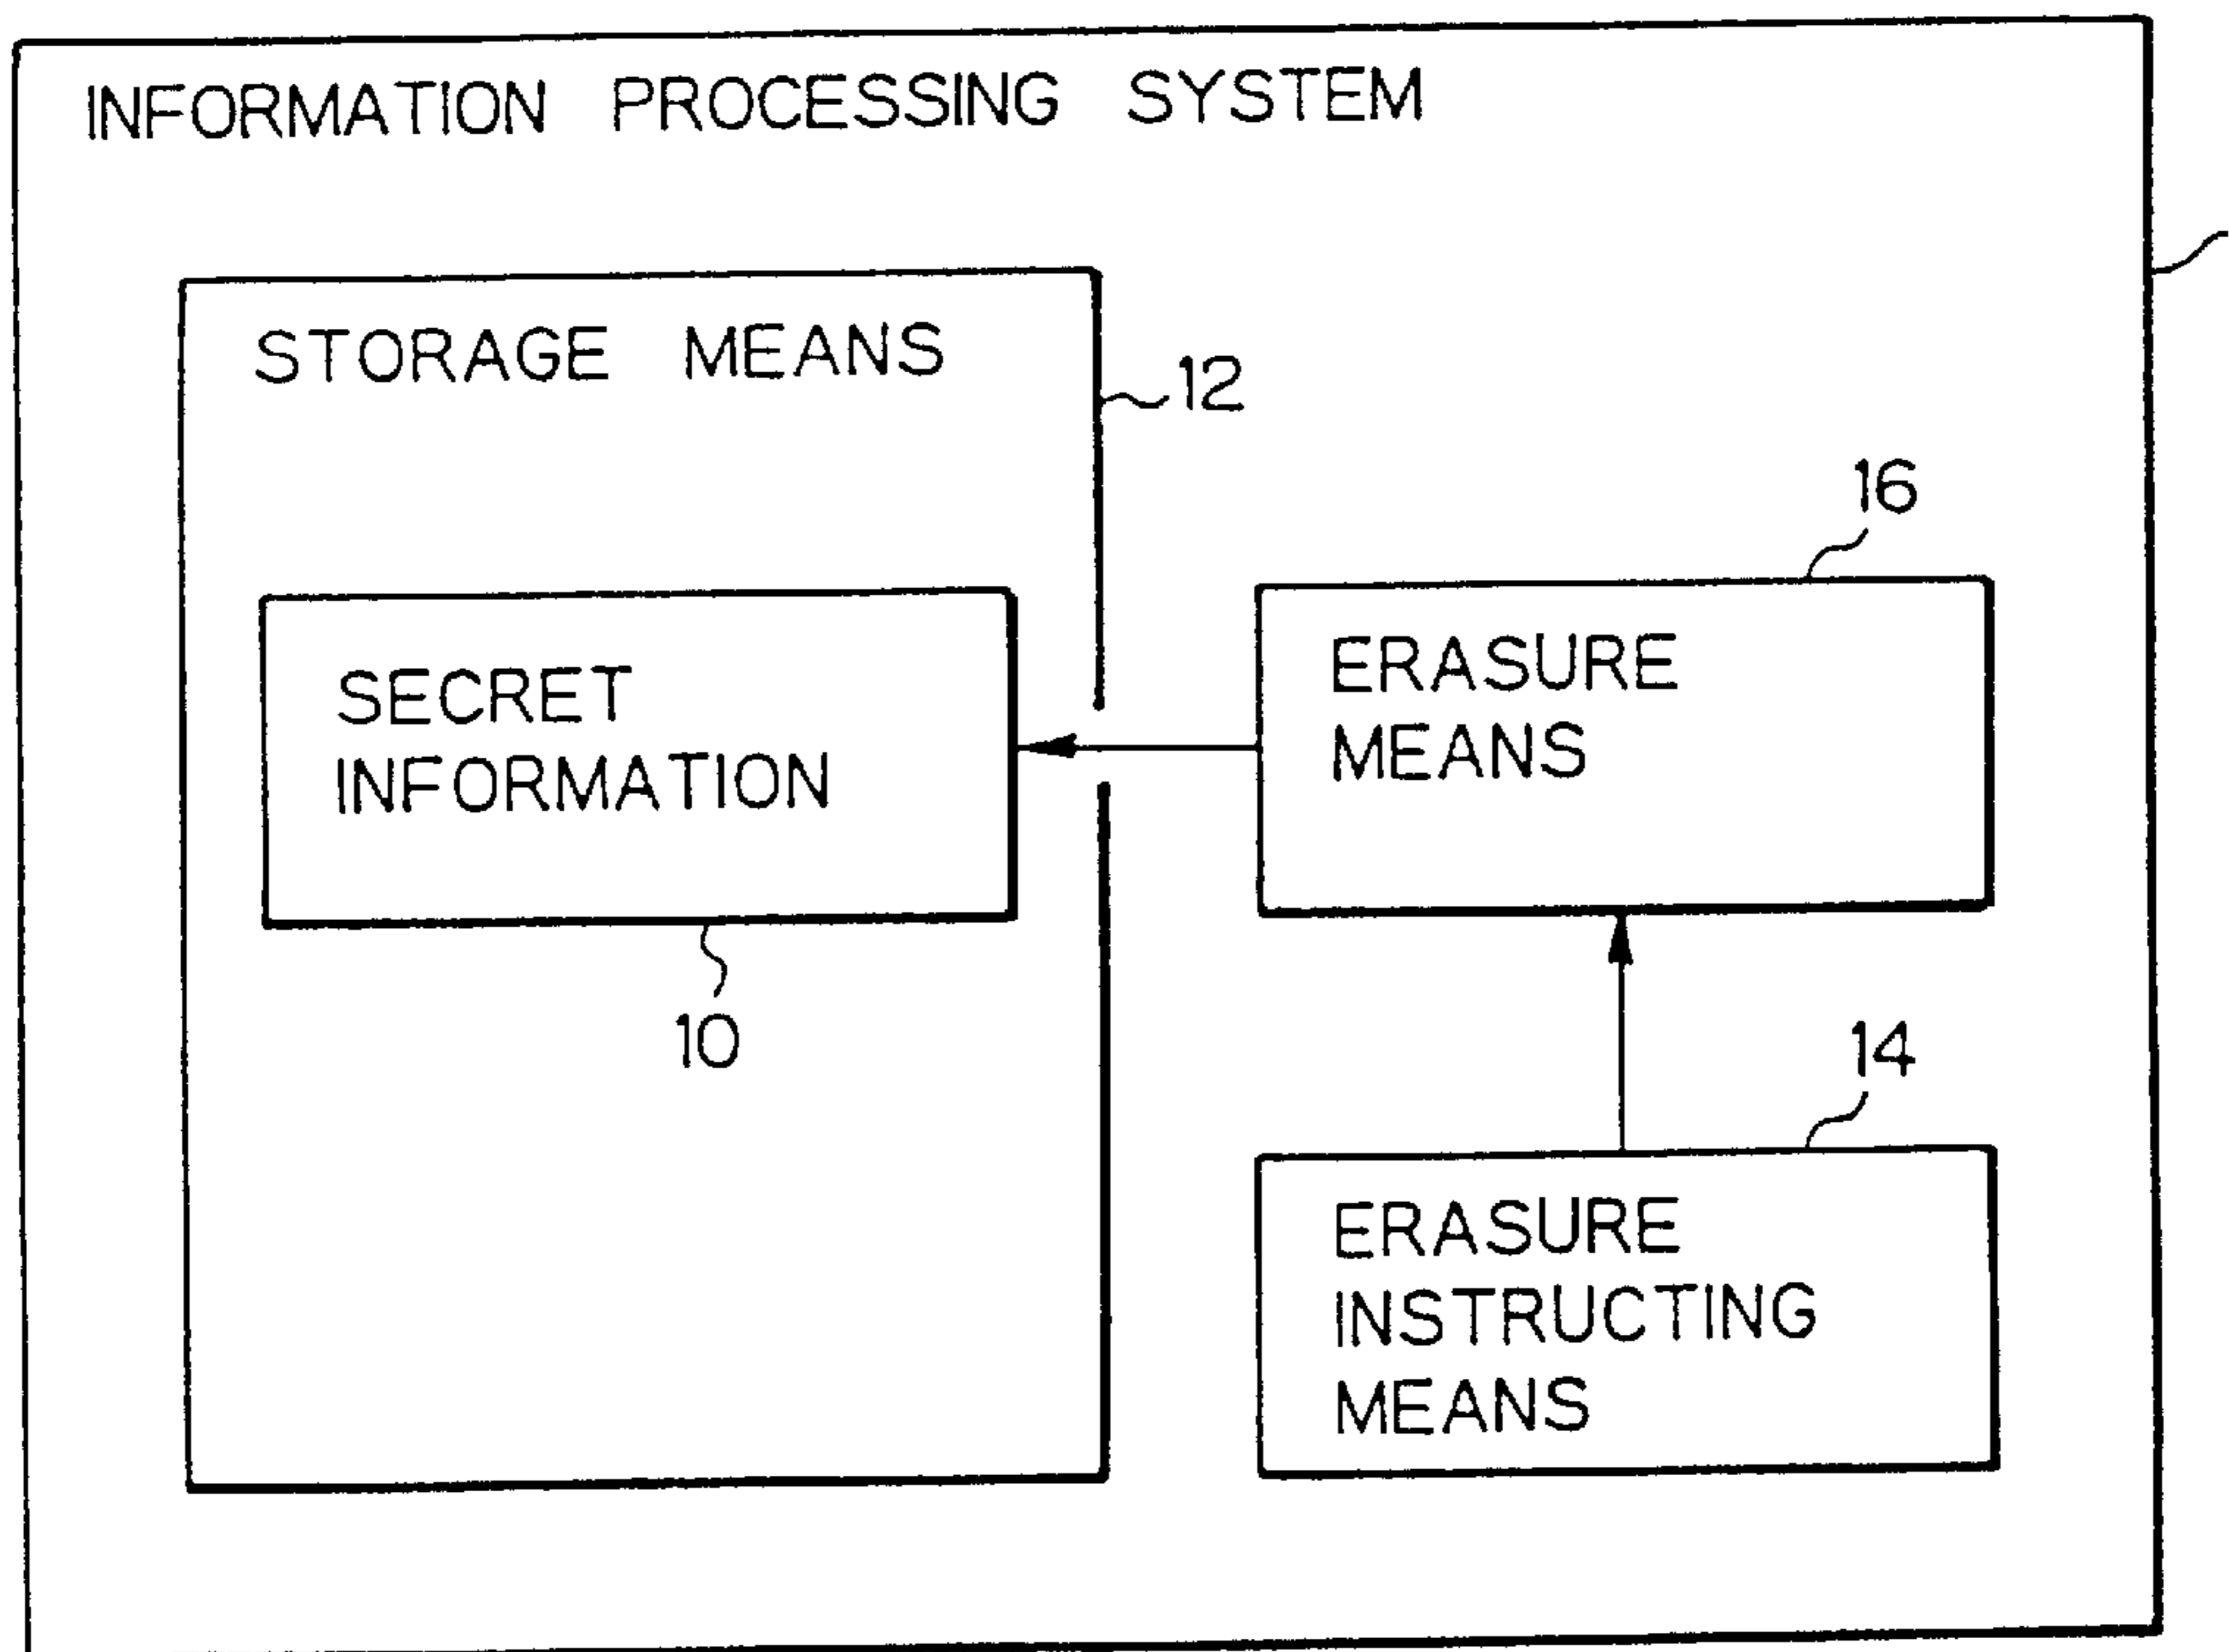 INFORMATION PROCESSING SYSTEM
STORAGE MEANS
12
16
SECRET
INFORMATION
ERASURE
MEANS
10
14
ERASURE
INSTRUCTING
MEANS